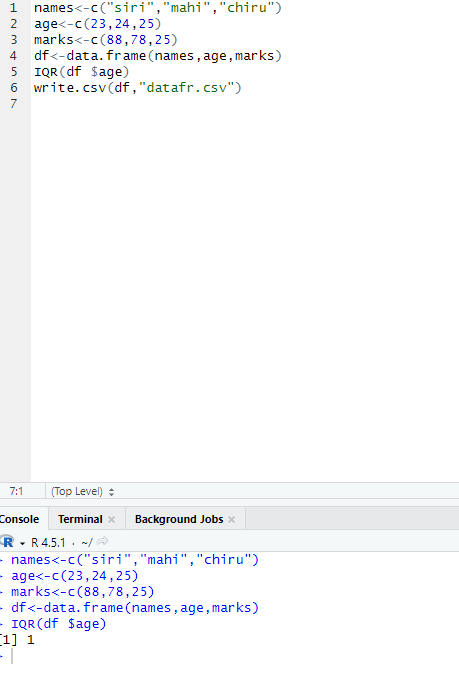 1 names<-c("siri","mahi","chiru")
2 age<-c(23,24,25)
3 marks<-c(88,78,25)
4 df<-data.frame(names,age,marks)
5 IQR(df $age)
6 write.csv(df,"datafr.csv")
7
7:1 (Top Level)
Console Terminal × Background Jobs ×
R R 4.5.1 · ~/
> names<-c("siri","mahi","chiru")
> age<-c(23,24,25)
> marks<-c(88,78,25)
> df<-data.frame(names,age,marks)
> IQR(df $age)
[1] 1
>